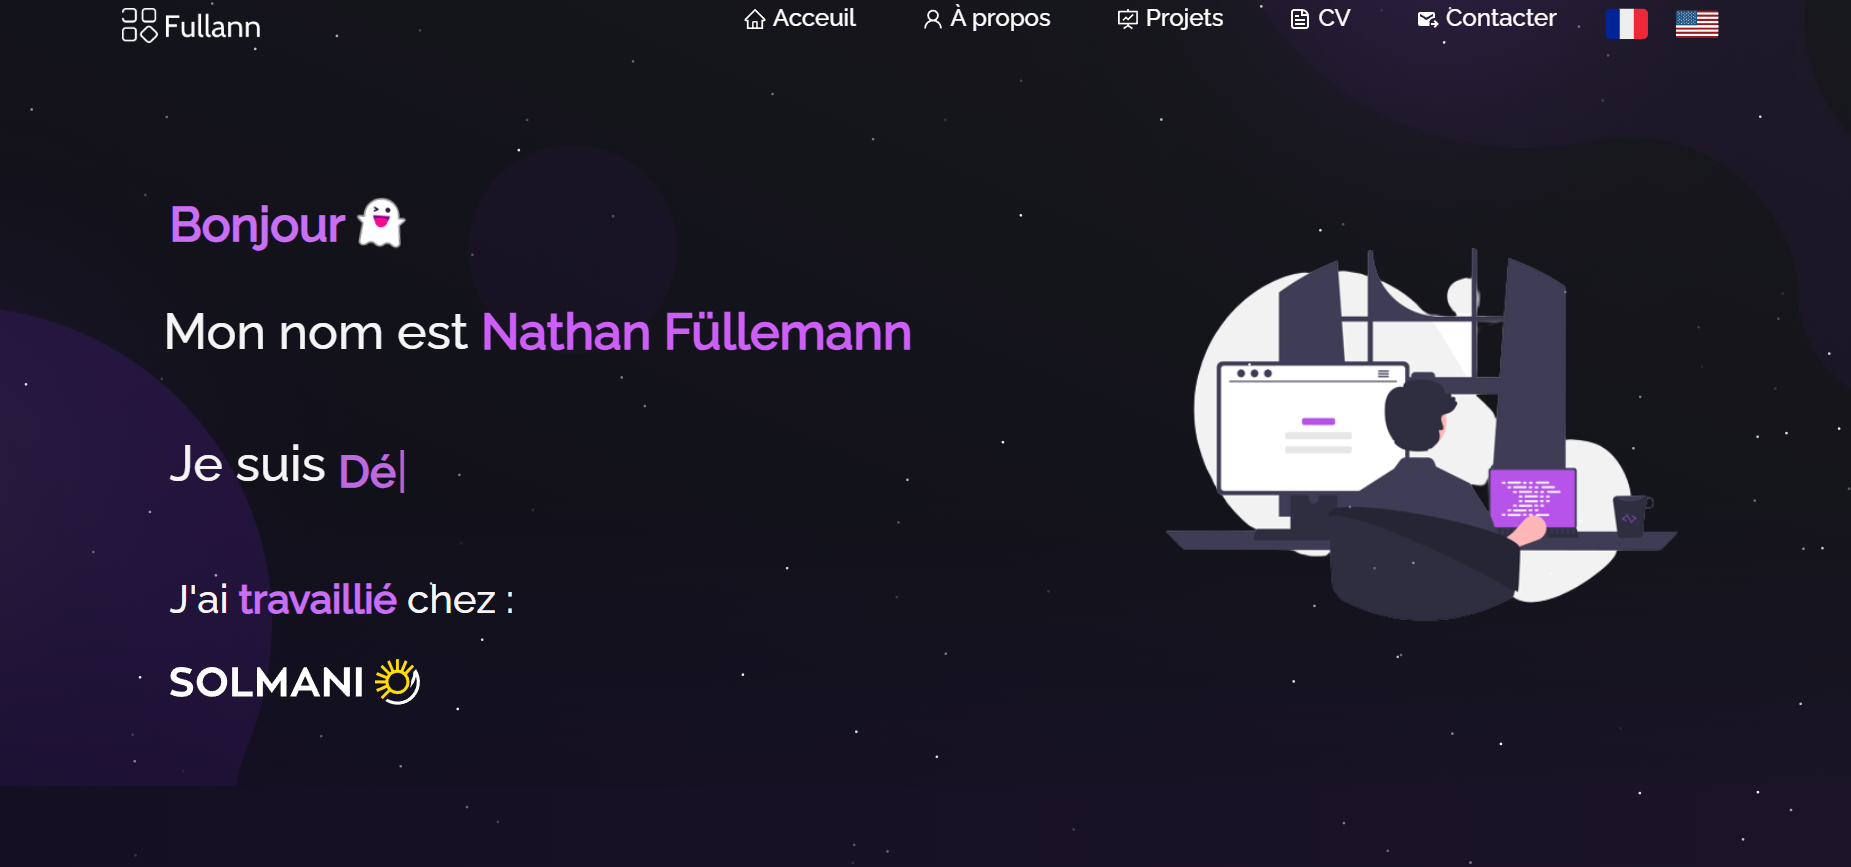 Fullann
Acceuil
À propos
Projets
CV
Contacter
Bonjour
Mon nom est Nathan Füllemann
Je suis Dé|
J'ai travaillié chez :
SOLMANI